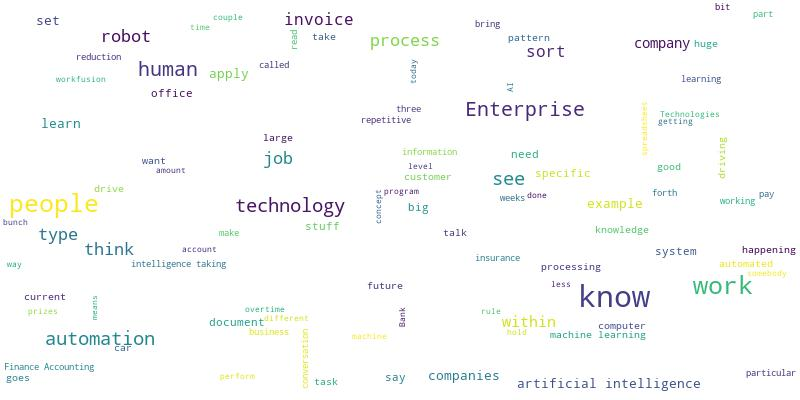 bit
part
set
couple
invoice
time
bring
robot
read
take
process
pattern
sort
company
huge
reduction
human
apply
called
workfusion
today
learning
office
AI
three
Enterprise
repetitive
spreadsheets
Technologies
getting
learn
large
driving
want
amount
job
information
level
customer
need
see
specific
good
people
drive
technology
concept
program
big
weeks
done
example
forth
working
pay
bunch
type
stuff
make
talk
knowledge
think
account
system
happening
way
intelligence taking
insurance
processing
automated
somebody
current
means
future
less
know
work
prizes
overtime
document
different
Bank
rule
within
computer
automation
car
business
conversation
machine
hold
machine learning
Finance Accounting
goes
perform
task
say
companies
artificial intelligence
particular